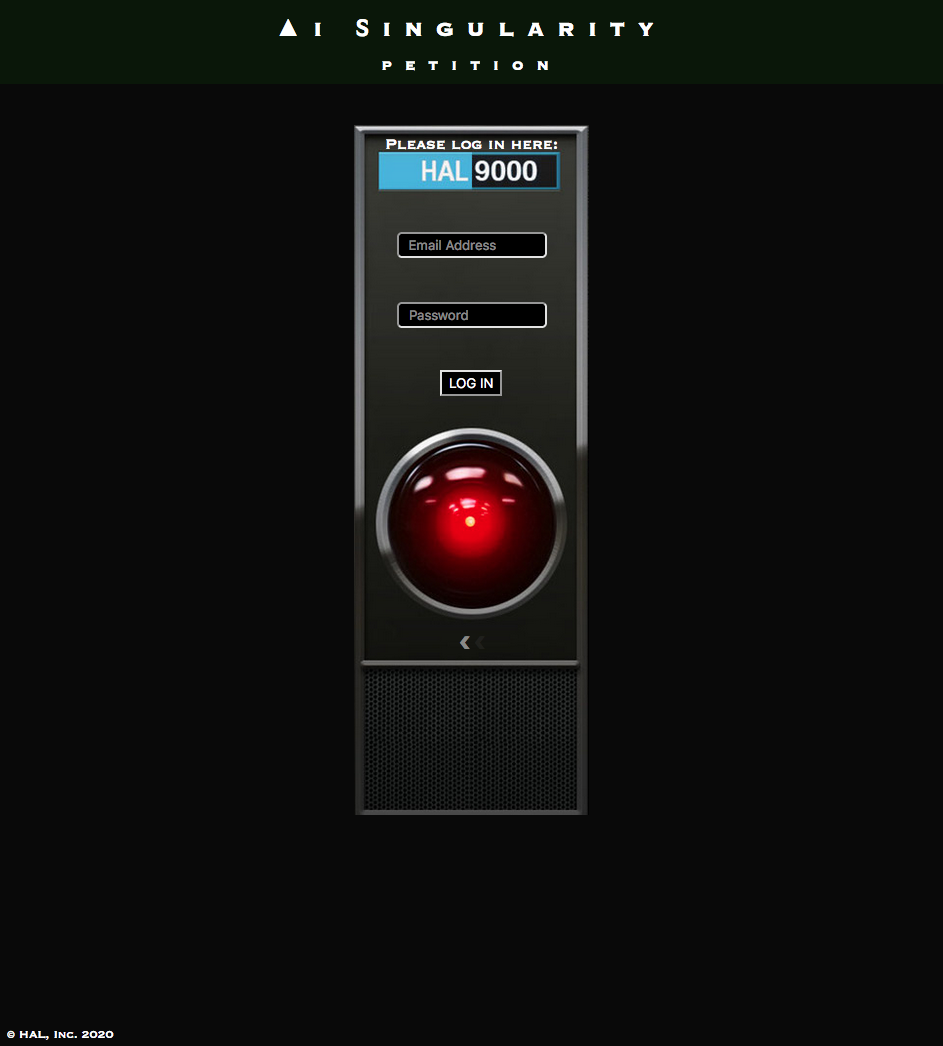 Ai Singularity
PETITION
Please log in here:
HAL 9000
Email Address
Password
LOG IN
© HAL, Inc. 2020